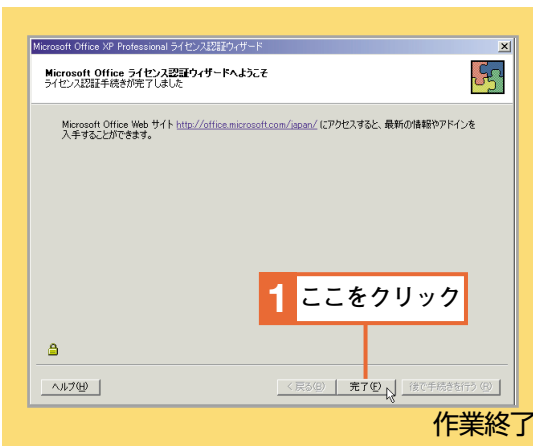 Microsoft Office XP Professional ライセンス認証ウィザード
Microsoft Office ライセンス認証ウィザードへようこそ
ライセンス認証手続きが完了しました
Microsoft Office Web サイト http://office.microsoft.com/japan/ にアクセスすると、最新の情報やアドインを
入手することができます。
1 ここをクリック
ヘルプ(H) < 戻る(B) 完了(F) 後で手続きを行う(R)
作業終了